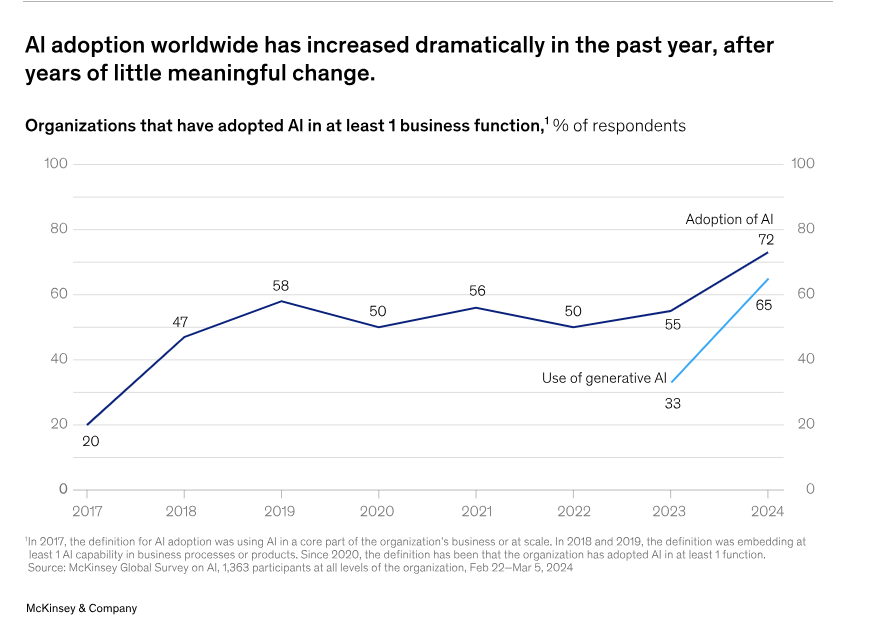 AI adoption worldwide has increased dramatically in the past year, after
years of little meaningful change.
Organizations that have adopted AI in at least 1 business function,¹ % of respondents
100 100
Adoption of AI
80 72 80
60 58 56 65 60
47 50 50 55
40 Use of generative AI 40
33
20 20
20
0 0
2017 2018 2019 2020 2021 2022 2023 2024
¹In 2017, the definition for AI adoption was using AI in a core part of the organization's business or at scale. In 2018 and 2019, the definition was embedding at
least 1 AI capability in business processes or products. Since 2020, the definition has been that the organization has adopted AI in at least 1 function.
Source: McKinsey Global Survey on AI, 1,363 participants at all levels of the organization, Feb 22–Mar 5, 2024
McKinsey & Company